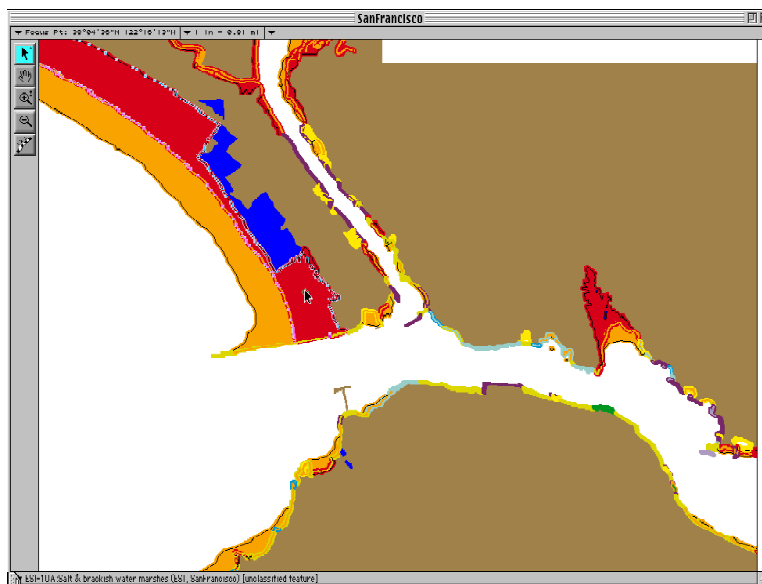 SanFrancisco
Focus Pt: 38°04'36"N 122°16'13"W 1 in = 0.81 mi
ESI=10A:Salt & brackish water marshes (ESI, SanFrancisco) [unclassified feature]